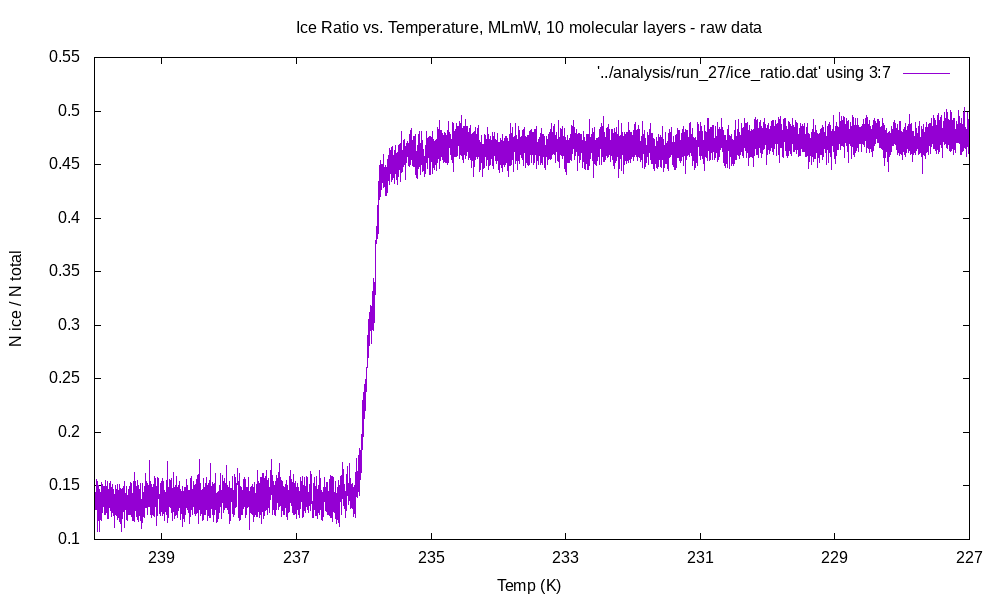 Ice Ratio vs. Temperature, MLmW, 10 molecular layers - raw data
'../analysis/run_27/ice_ratio.dat' using 3:7
N ice / N total
0.55
0.5
0.45
0.4
0.35
0.3
0.25
0.2
0.15
0.1
239 237 235 233 231 229 227
Temp (K)